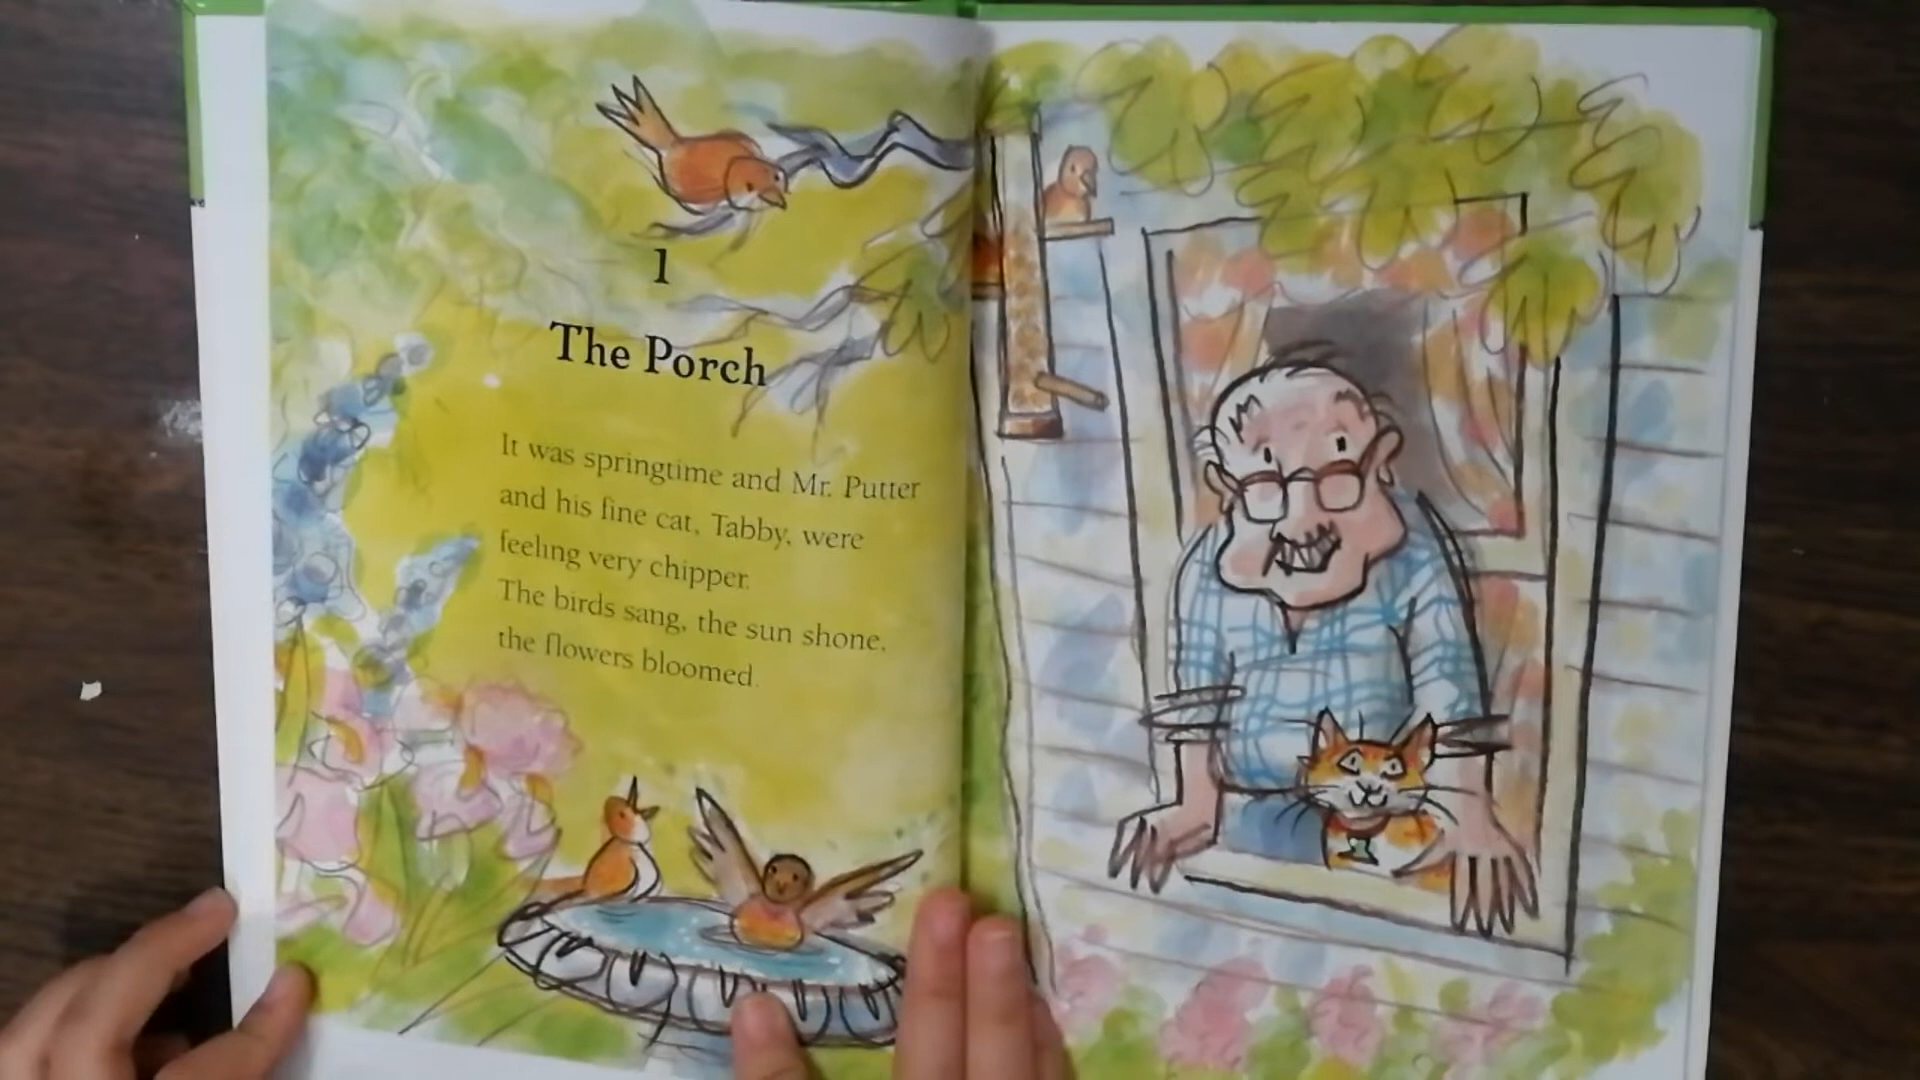 1
The Porch
It was springtime and Mr. Putter
and his fine cat, Tabby, were
feeling very chipper.
The birds sang, the sun shone,
the flowers bloomed.